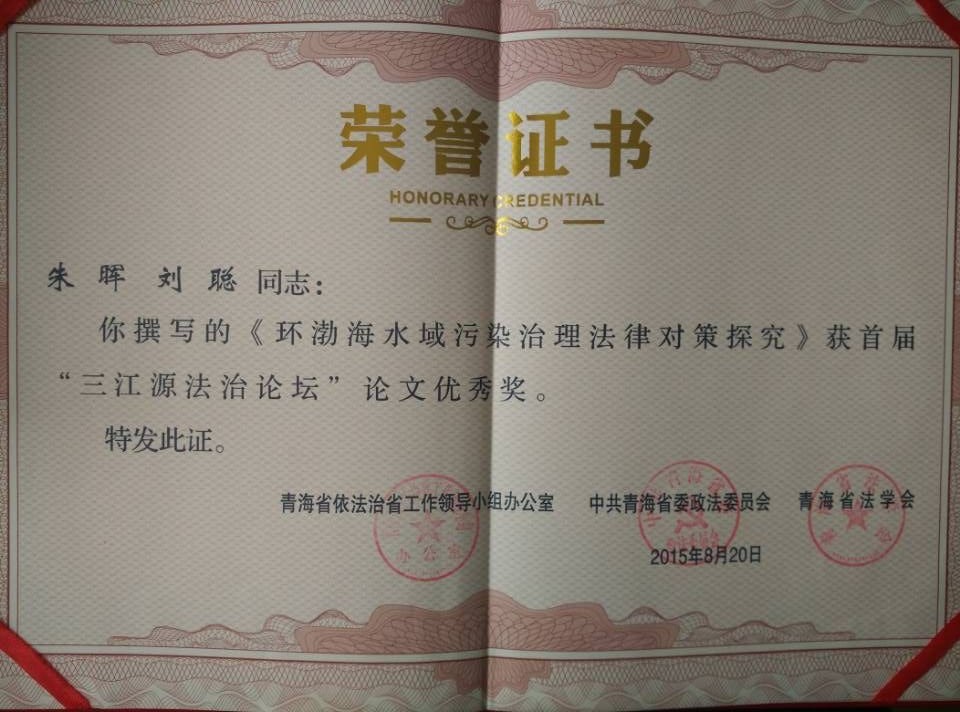 荣誉证书
HONORARY CREDENTIAL
朱晖 刘聪 同志：
你撰写的《环渤海水域污染治理法律对策探究》获首届
“三江源法治论坛”论文优秀奖。
特发此证。
青海省依法治省工作领导小组办公室 中共青海省委政法委员会 青海省法学会
2015年8月20日
办公室